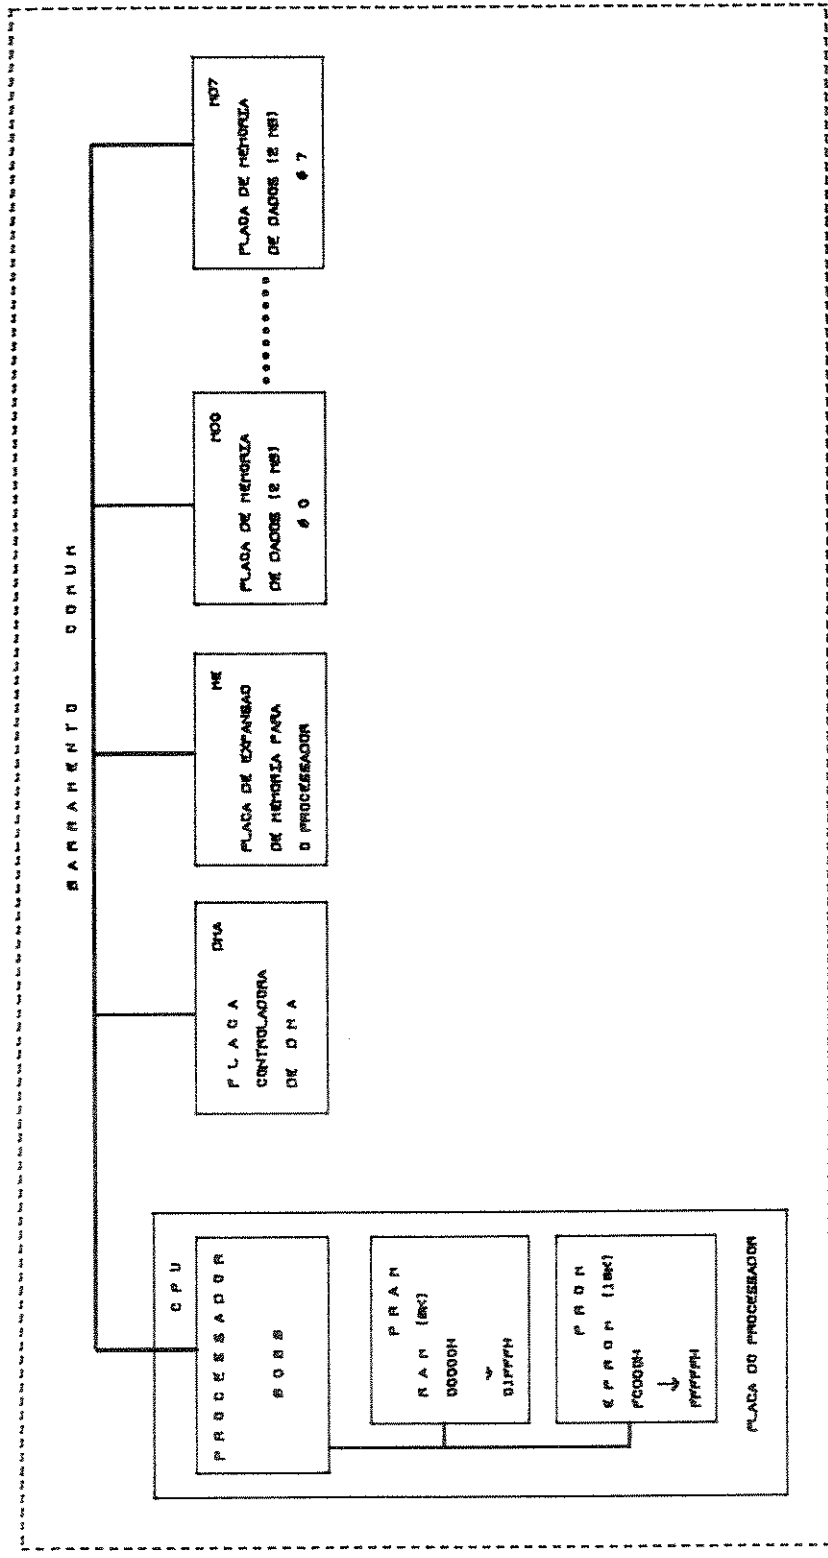 BARRAMENTO COMUM
CPU
PROCESSADOR
8088
PRAM
RAM (8K)
00000H
01FFFH
PROM
EPROM (16K)
FC000H
FFFFFH
PLACA DO PROCESSADOR
DMA
PLACA
CONTROLADORA
DE DMA
ME
PLACA DE EXPANSAO
DE MEMORIA PARA
O PROCESSADOR
MD0
PLACA DE MEMORIA
DE DADOS (2 MB)
# 0
MD7
PLACA DE MEMORIA
DE DADOS (2 MB)
# 7